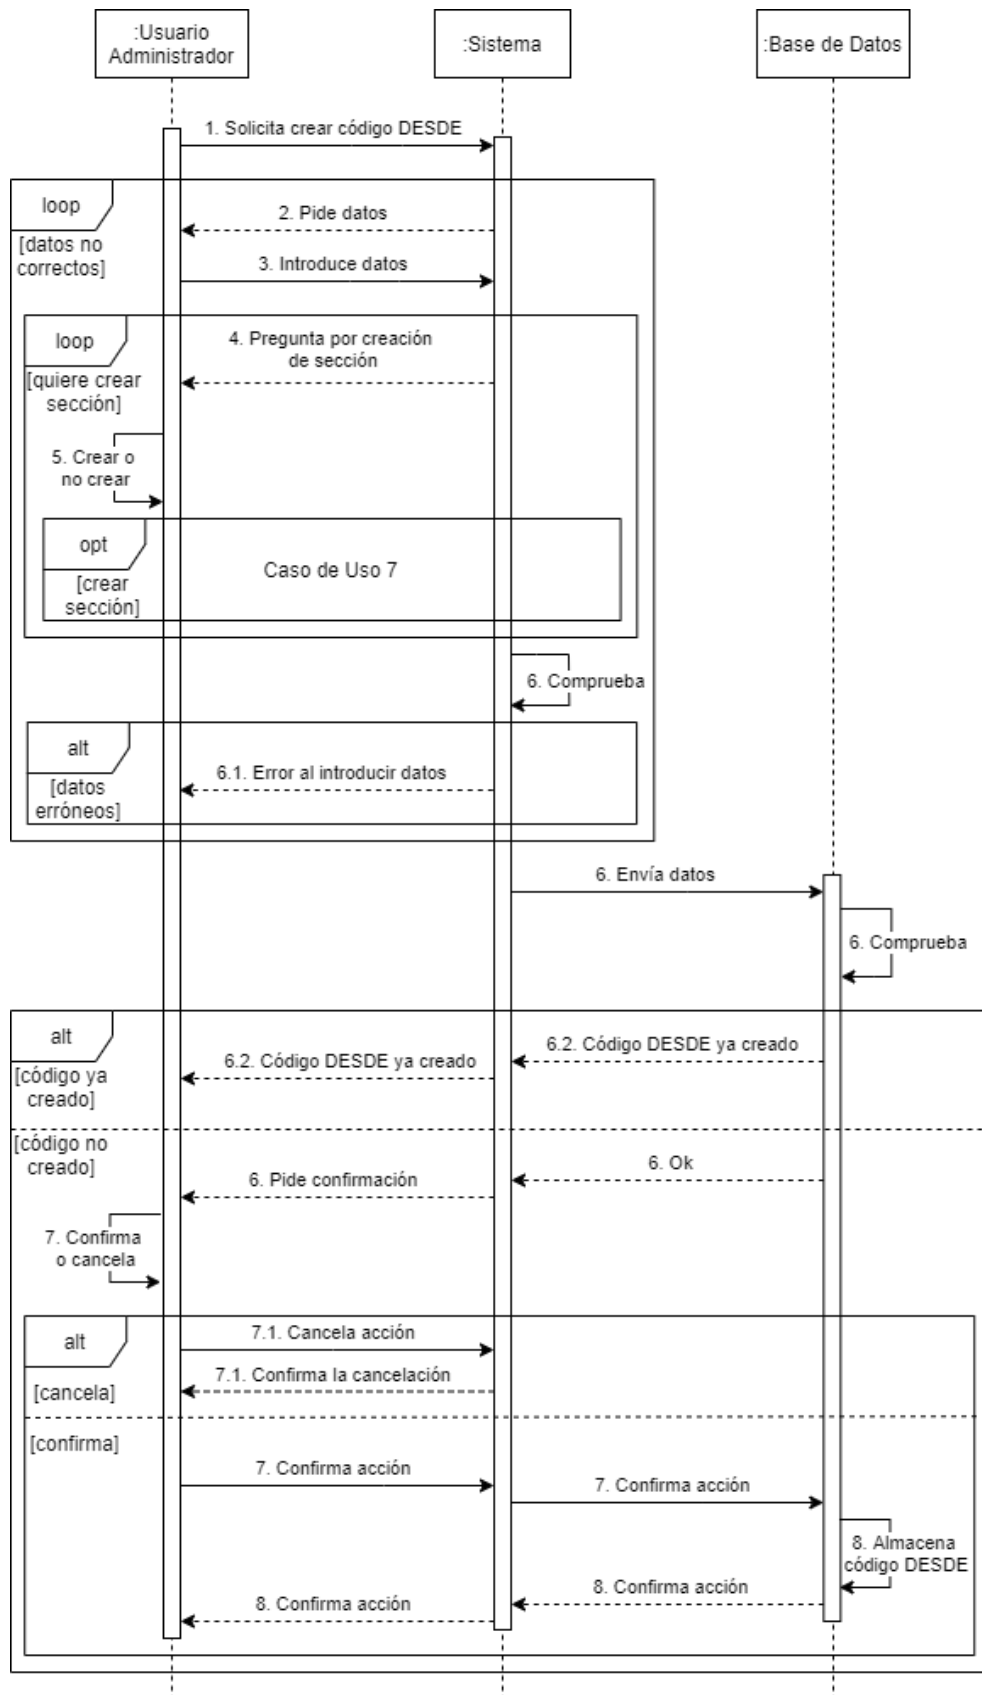 :Usuario
Administrador
:Sistema
:Base de Datos
1. Solicita crear código DESDE
loop
[datos no
correctos]
2. Pide datos
3. Introduce datos
loop
[quiere crear
sección]
4. Pregunta por creación
de sección
5. Crear o
no crear
opt
[crear
sección]
Caso de Uso 7
6. Comprueba
alt
[datos
erróneos]
6.1. Error al introducir datos
6. Envía datos
6. Comprueba
alt
[código ya
creado]
6.2. Código DESDE ya creado
6.2. Código DESDE ya creado
[código no
creado]
6. Ok
6. Pide confirmación
7. Confirma
o cancela
alt
[cancela]
7.1. Cancela acción
7.1. Confirma la cancelación
[confirma]
7. Confirma acción
7. Confirma acción
8. Almacena
código DESDE
8. Confirma acción
8. Confirma acción